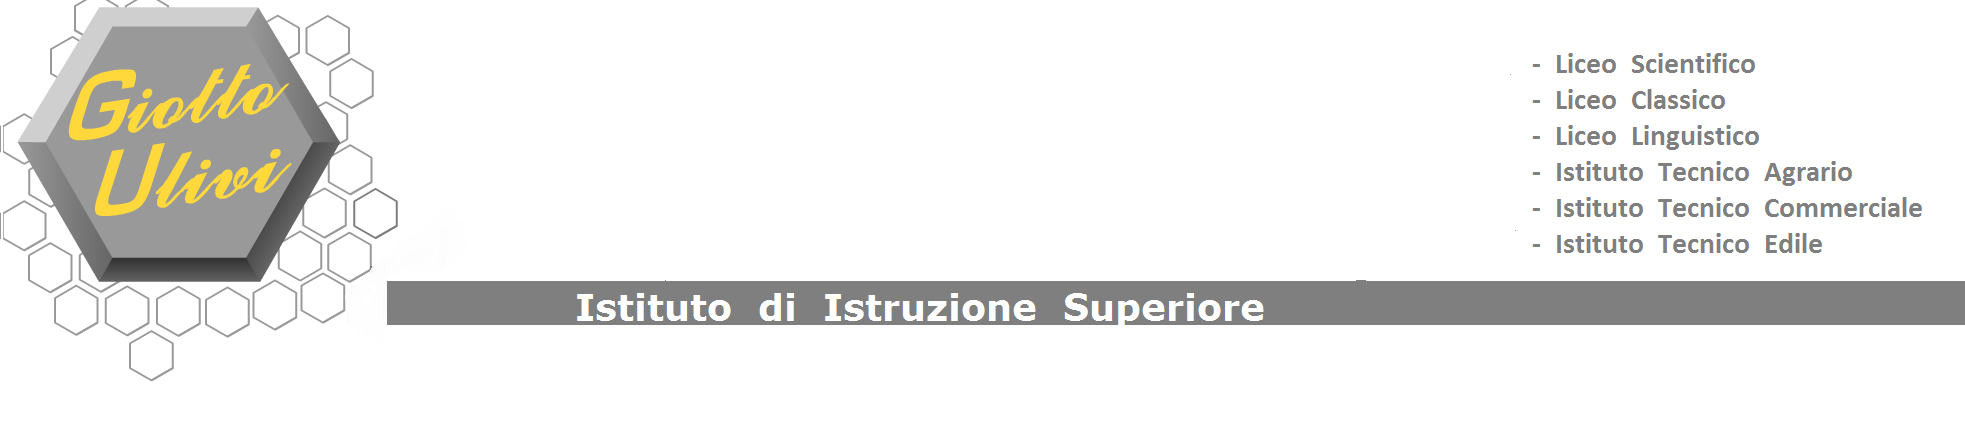 Giotto
Ulivi
- Liceo Scientifico
- Liceo Classico
- Liceo Linguistico
- Istituto Tecnico Agrario
- Istituto Tecnico Commerciale
- Istituto Tecnico Edile
Istituto di Istruzione Superiore